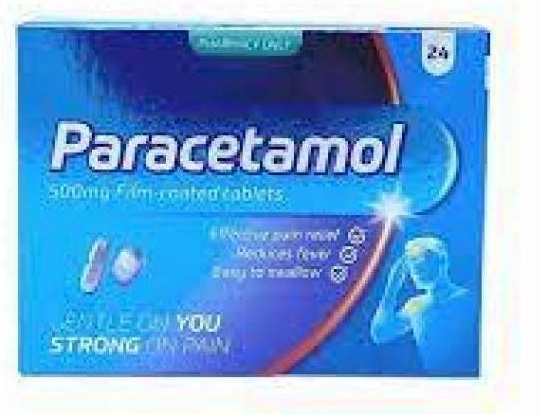 PHARMACY ONLY
24
Paracetamol
500mg Film-coated tablets
Effective pain relief
Reduces fever
Easy to swallow
GENTLE ON YOU
STRONG ON PAIN